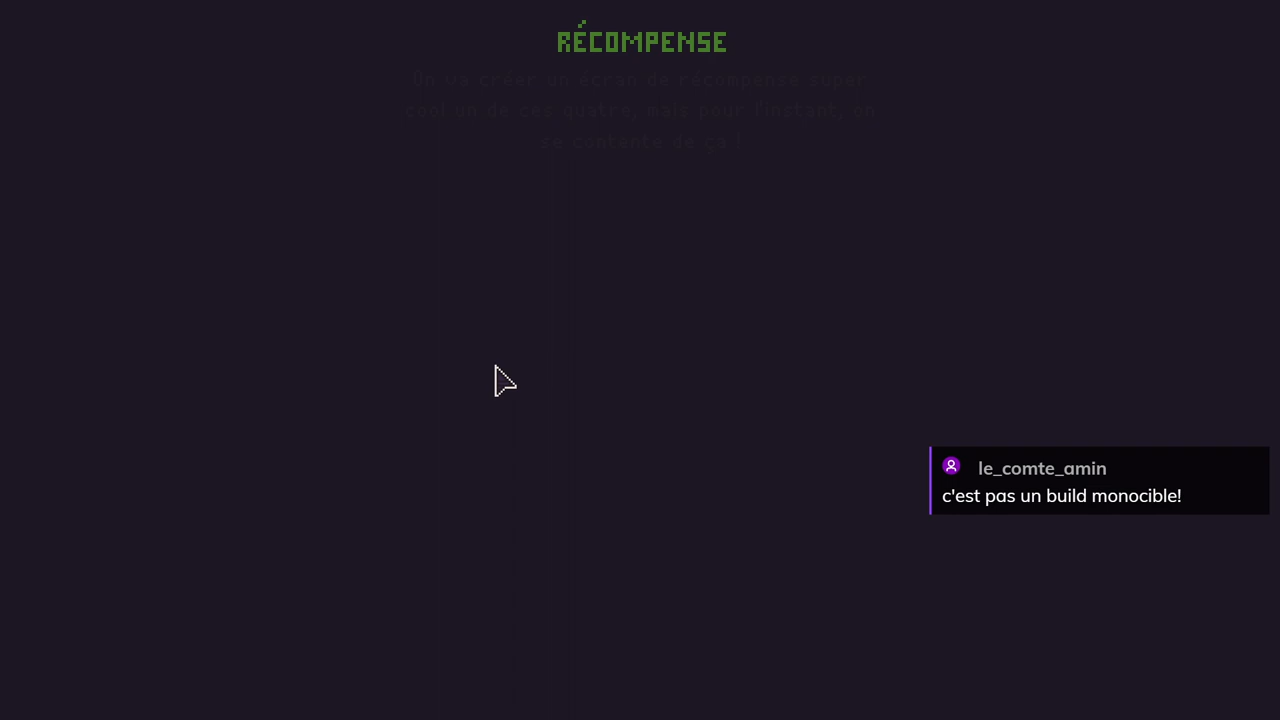 RÉCOMPENSE
On va créer un écran de récompense super
cool un de ces quatre, mais pour l'instant, on
se contente de ça !
le_comte_amin
c'est pas un build monocible!